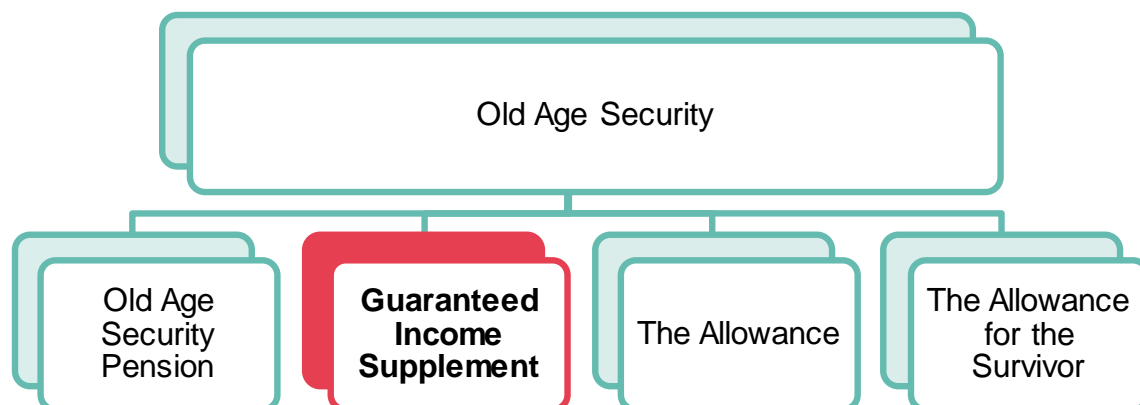 Old Age Security
Old Age
Security
Pension
Guaranteed
Income
Supplement
The Allowance
The Allowance
for the
Survivor